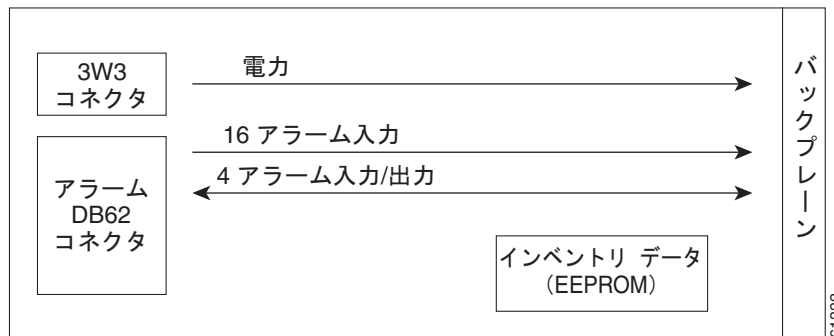 3W3
コネクタ
電力
16 アラーム入力
4 アラーム入力/出力
アラーム
DB62
コネクタ
インベントリ データ
（EEPROM）
バックプレーン